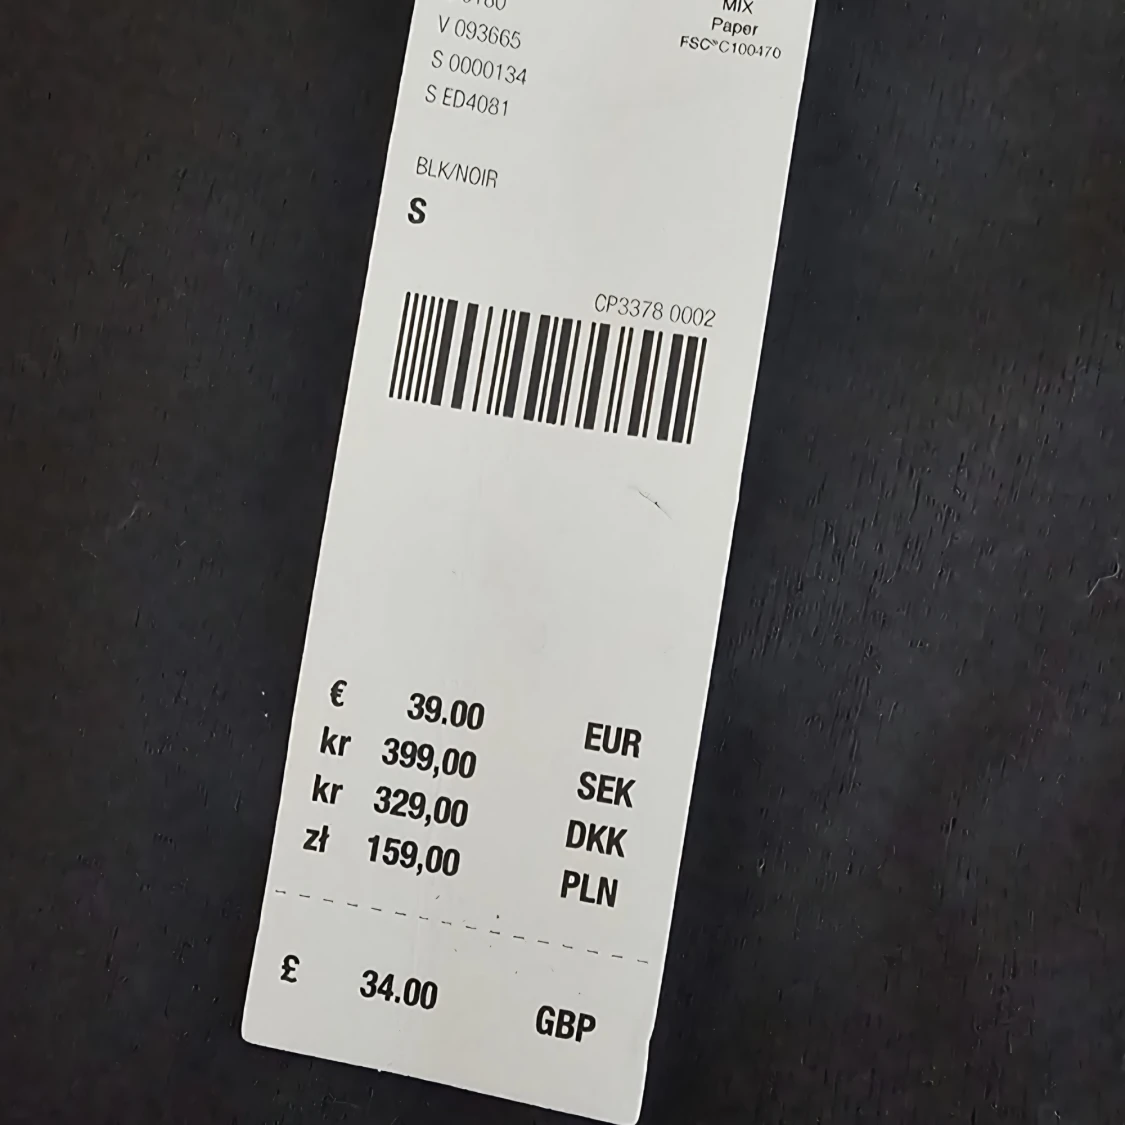 V 093665
S 0000134
S ED4081
MIX
Paper
FSC® C100470
BLK/NOIR
S
CP3378 0002
€ 39.00 EUR
kr 399,00 SEK
kr 329,00 DKK
zł 159,00 PLN
£ 34.00 GBP